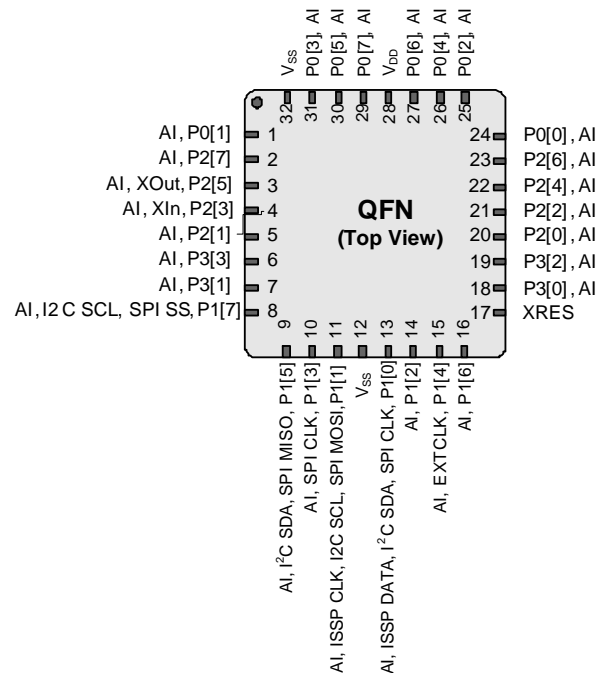 V_SS
P0[3], AI
P0[5], AI
P0[7], AI
V_DD
P0[6], AI
P0[4], AI
P0[2], AI
32
31
30
29
28
27
26
25
AI, P0[1] 1
AI, P2[7] 2
AI, XOut, P2[5] 3
AI, XIn, P2[3] 4
AI, P2[1] 5
AI, P3[3] 6
AI, P3[1] 7
AI, I2C SCL, SPI SS, P1[7] 8
QFN
(Top View)
24 P0[0], AI
23 P2[6], AI
22 P2[4], AI
21 P2[2], AI
20 P2[0], AI
19 P3[2], AI
18 P3[0], AI
17 XRES
9
10
11
12
13
14
15
16
AI, I²C SDA, SPI MISO, P1[5]
AI, SPI CLK, P1[3]
AI, ISSP CLK, I2C SCL, SPI MOSI, P1[1]
V_SS
AI, ISSP DATA, I²C SDA, SPI CLK, P1[0]
AI, P1[2]
AI, EXTCLK, P1[4]
AI, P1[6]